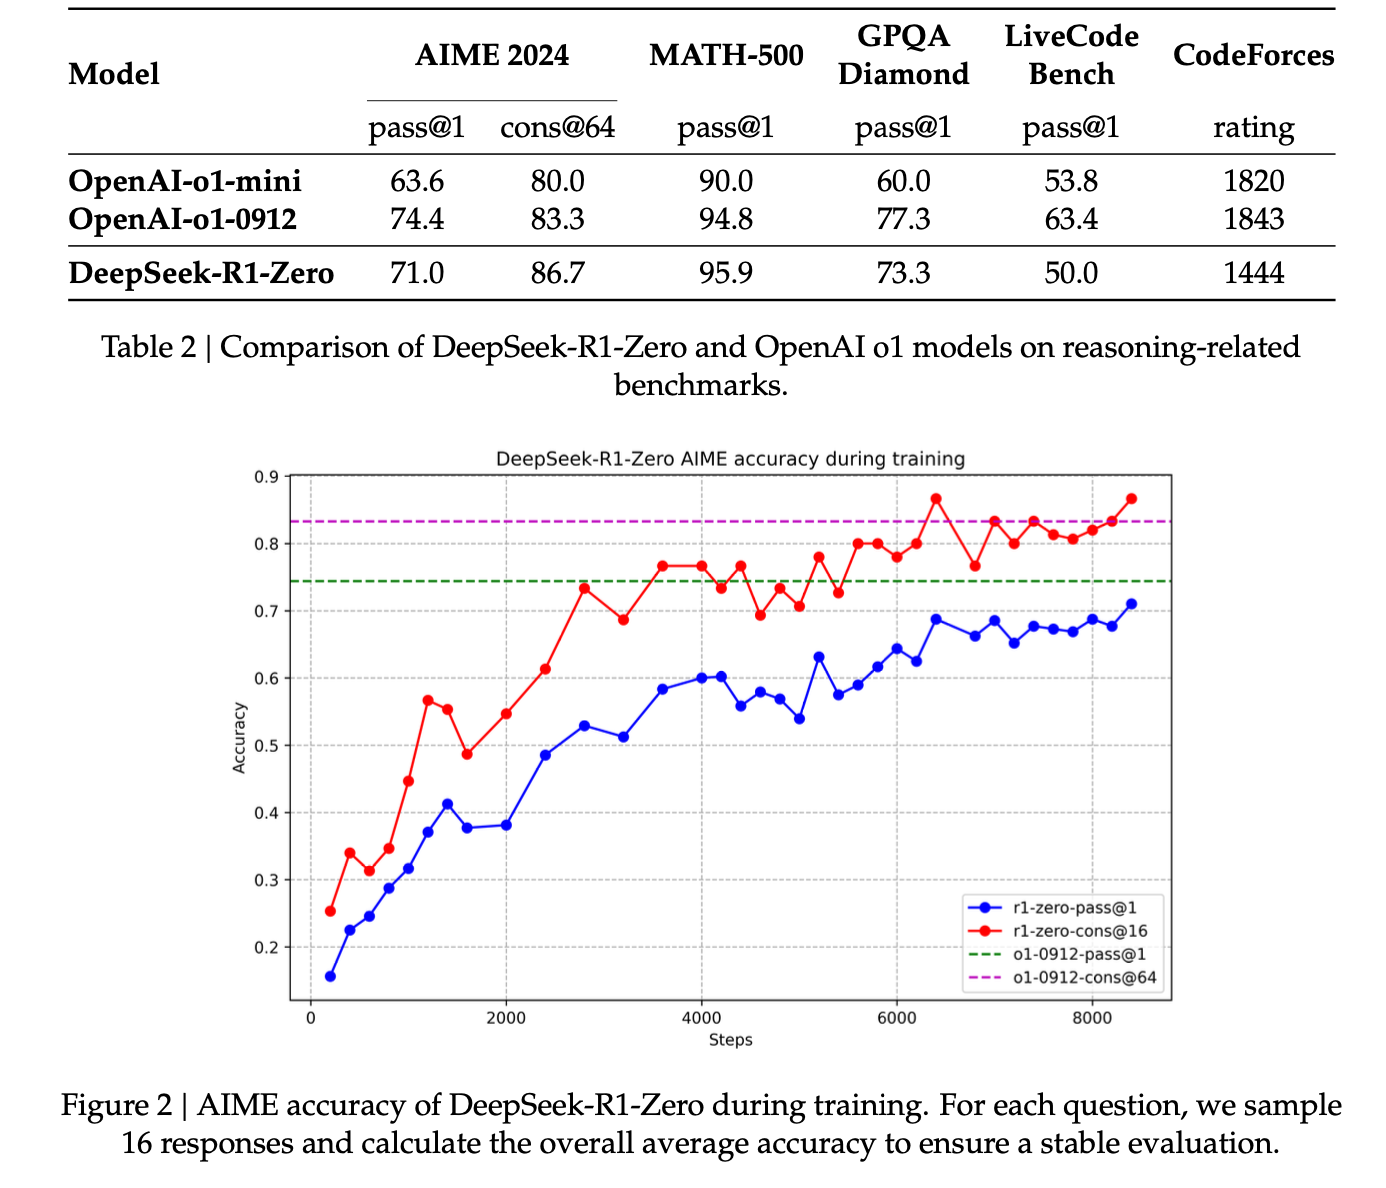 Model AIME 2024 MATH-500 GPQA Diamond LiveCode Bench CodeForces
pass@1 cons@64 pass@1 pass@1 pass@1 rating
OpenAI-o1-mini 63.6 80.0 90.0 60.0 53.8 1820
OpenAI-o1-0912 74.4 83.3 94.8 77.3 63.4 1843
DeepSeek-R1-Zero 71.0 86.7 95.9 73.3 50.0 1444
Table 2 | Comparison of DeepSeek-R1-Zero and OpenAI o1 models on reasoning-related
benchmarks.
DeepSeek-R1-Zero AIME accuracy during training
0.9
0.8
0.7
0.6
0.5
0.4
0.3
0.2
Accuracy
r1-zero-pass@1
r1-zero-cons@16
o1-0912-pass@1
o1-0912-cons@64
0 2000 4000 6000 8000
Steps
Figure 2 | AIME accuracy of DeepSeek-R1-Zero during training. For each question, we sample
16 responses and calculate the overall average accuracy to ensure a stable evaluation.